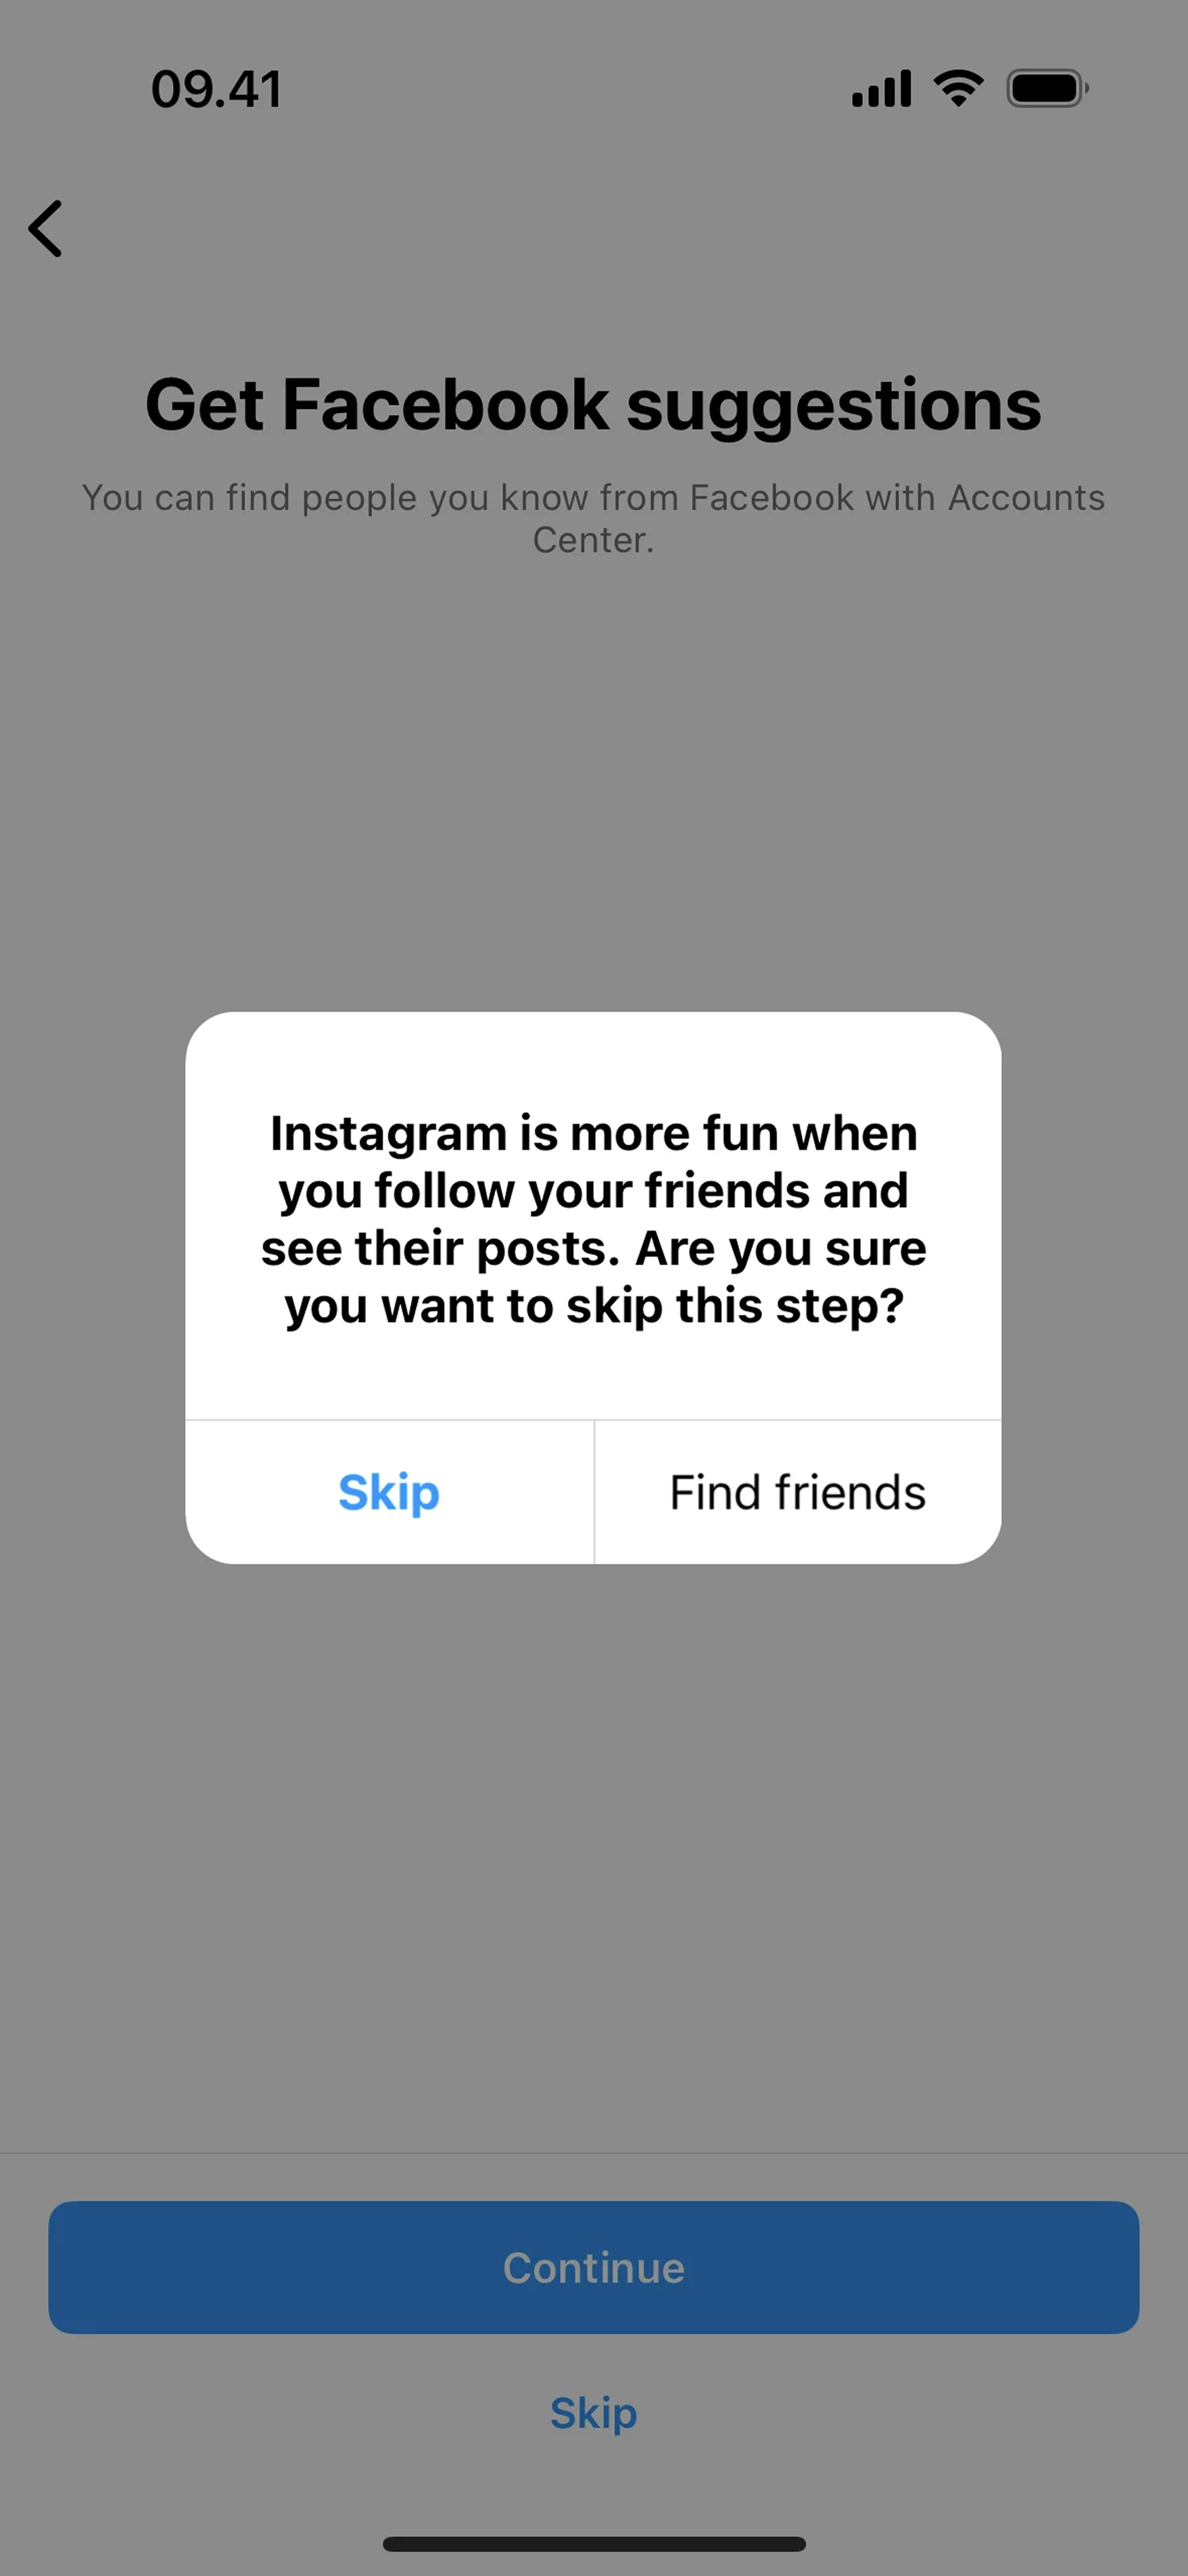 09.41
Get Facebook suggestions
You can find people you know from Facebook with Accounts
Center.
Instagram is more fun when
you follow your friends and
see their posts. Are you sure
you want to skip this step?
Skip
Find friends
Continue
Skip